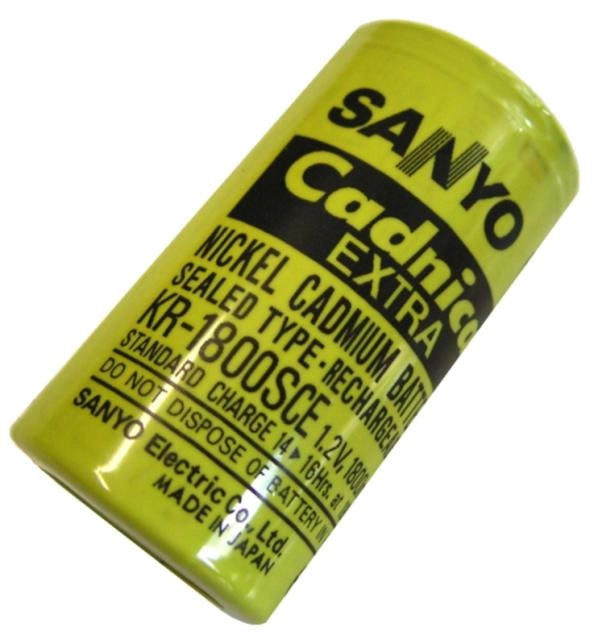 SANYO
Cadnica
EXTRA
NICKEL CADMIUM BATT
SEALED TYPE·RECHARGEA
KR-1800SCE 1.2V, 1800
STANDARD CHARGE 14▶16Hrs. at
DO NOT DISPOSE OF BATTERY IN
SANYO Electric Co., Ltd.
MADE IN JAPAN